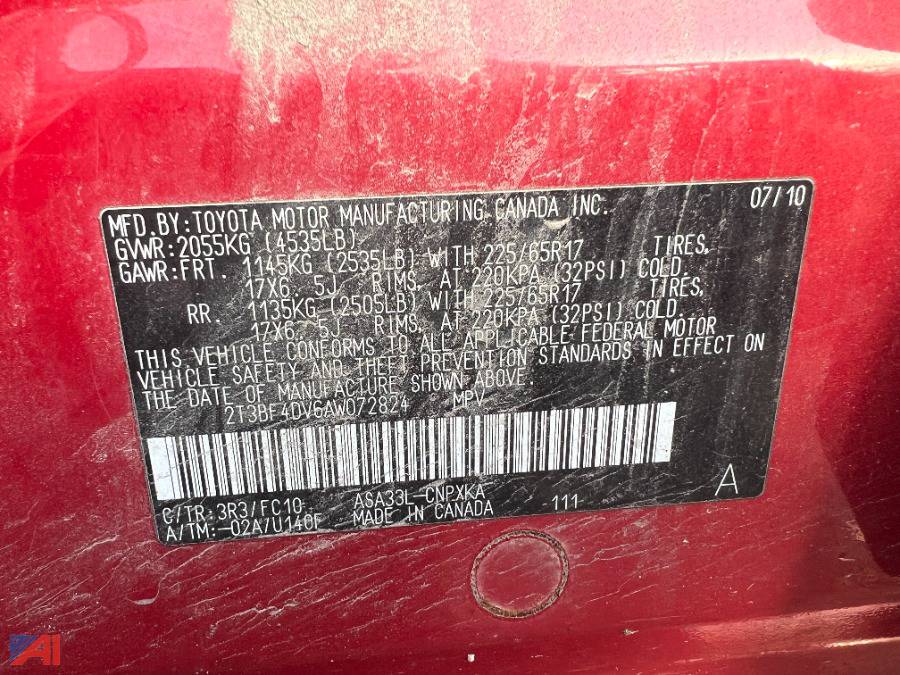 07/10
MFD.BY:TOYOTA MOTOR MANUFACTURING CANADA INC.
GVWR:2055KG (4535LB)
GAWR:FRT. 1145KG (2535LB) WITH 225/65R17 TIRES,
17X6. 5J RIMS, AT 220KPA (32PSI) COLD.
RR. 1135KG (2505LB) WITH 225/65R17 TIRES,
17X6. 5J RIMS, AT 220KPA (32PSI) COLD.
THIS VEHICLE CONFORMS TO ALL APPLICABLE FEDERAL MOTOR
VEHICLE SAFETY AND THEFT PREVENTION STANDARDS IN EFFECT ON
THE DATE OF MANUFACTURE SHOWN ABOVE.
2T3BF4DV6AW072824 MPV
C/TR:3R3/FC10 ASA33L-CNPXKA 111 A
A/TM:-02A/U140F MADE IN CANADA
AI